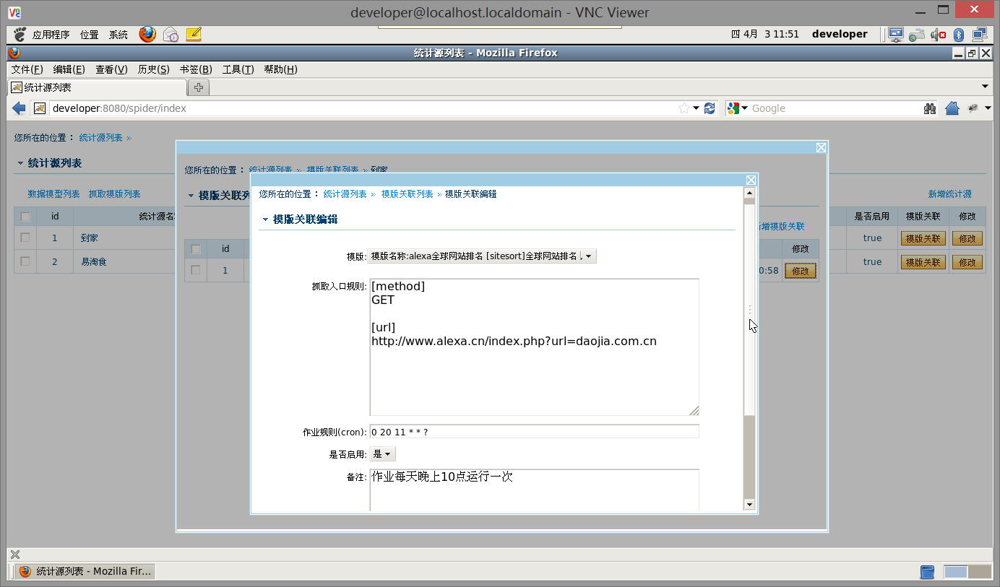 developer@localhost.localdomain - VNC Viewer
应用程序 位置 系统 四 4月 3 11:51 developer
统计源列表 - Mozilla Firefox
文件(F) 编辑(E) 查看(V) 历史(S) 书签(B) 工具(T) 帮助(H)
统计源列表
developer:8080/spider/index Google
您所在的位置： 统计源列表 »
统计源列表
数据模型列表 抓取模版列表 新增统计源
id 统计源名 是否启用 模版关联 修改
1 到家 true 模版关联 修改
2 易淘食 true 模版关联 修改
您所在的位置： 统计源列表 » 模版关联列表 » 到家
模版关联列
增模版关联
id 修改
1 0:58 修改
您所在的位置： 统计源列表 » 模版关联列表 » 模版关联编辑
模版关联编辑
模版: 模版名称:alexa全球网站排名 [sitesort]全球网站排名
抓取入口规则: [method]
GET
[url]
http://www.alexa.cn/index.php?url=daojia.com.cn
作业规则(cron): 0 20 11 * * ?
是否启用: 是
备注: 作业每天晚上10点运行一次
统计源列表 - Mozilla Fir...